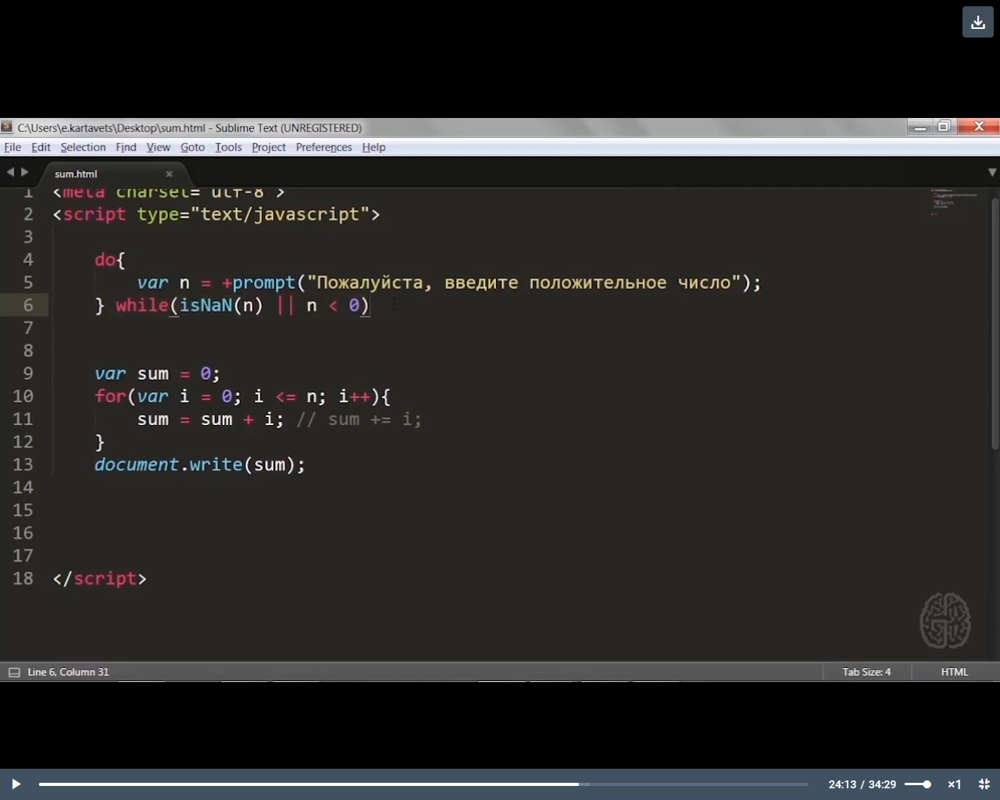 C:\Users\e.kartavets\Desktop\sum.html - Sublime Text (UNREGISTERED)
File Edit Selection Find View Goto Tools Project Preferences Help
sum.html
1 <meta charset="utf-8">
2 <script type="text/javascript">
3
4 do{
5 var n = +prompt("Пожалуйста, введите положительное число");
6 } while(isNaN(n) || n < 0)
7
8
9 var sum = 0;
10 for(var i = 0; i <= n; i++){
11 sum = sum + i; // sum += i;
12 }
13 document.write(sum);
14
15
16
17
18 </script>
Line 6, Column 31 Tab Size: 4 HTML
24:13 / 34:29 ×1